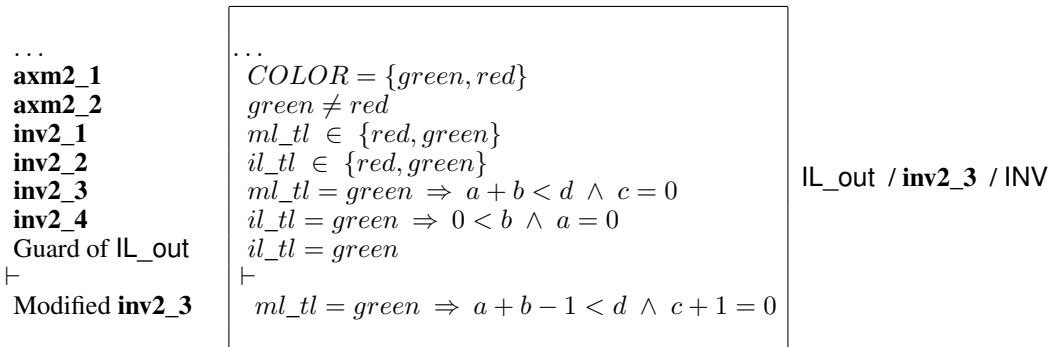 . . . . . .
axm2_1 COLOR = {green, red}
axm2_2 green ≠ red
inv2_1 ml_tl ∈ {red, green}
inv2_2 il_tl ∈ {red, green}
inv2_3 ml_tl = green ⇒ a + b < d ∧ c = 0
inv2_4 il_tl = green ⇒ 0 < b ∧ a = 0
Guard of IL_out il_tl = green
⊢ ⊢
Modified inv2_3 ml_tl = green ⇒ a + b − 1 < d ∧ c + 1 = 0
IL_out / inv2_3 / INV